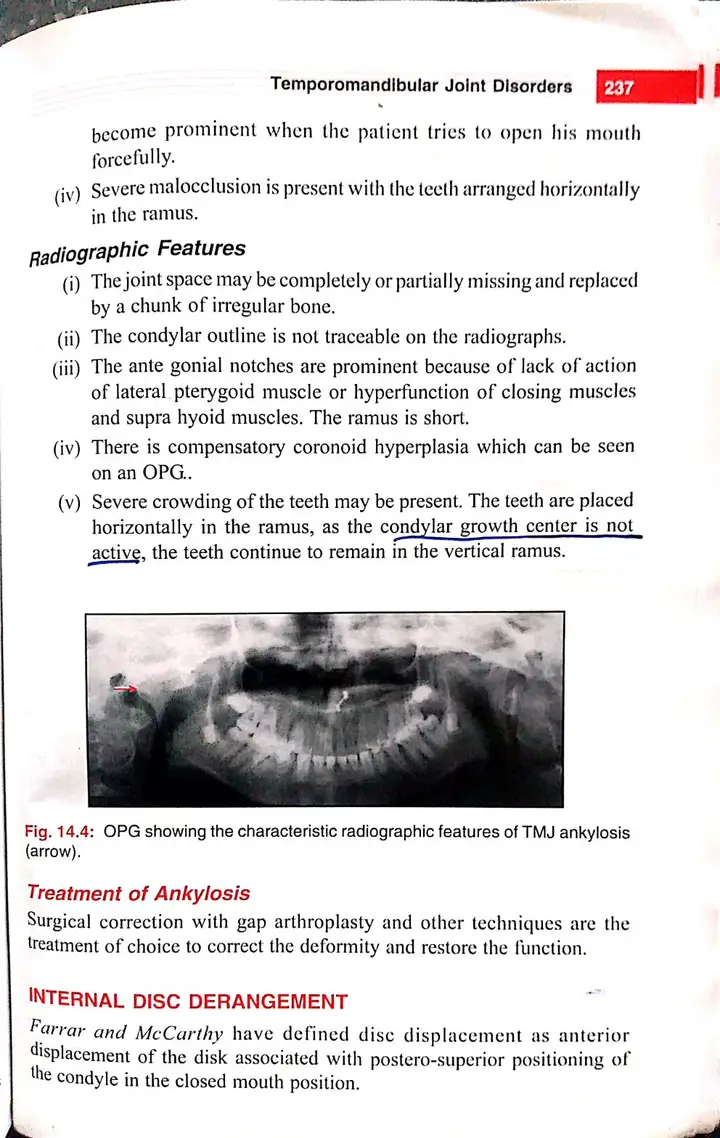 Temporomandibular Joint Disorders 237
become prominent when the patient tries to open his mouth
forcefully.
(iv) Severe malocclusion is present with the teeth arranged horizontally
in the ramus.
Radiographic Features
(i) The joint space may be completely or partially missing and replaced
by a chunk of irregular bone.
(ii) The condylar outline is not traceable on the radiographs.
(iii) The ante gonial notches are prominent because of lack of action
of lateral pterygoid muscle or hyperfunction of closing muscles
and supra hyoid muscles. The ramus is short.
(iv) There is compensatory coronoid hyperplasia which can be seen
on an OPG..
(v) Severe crowding of the teeth may be present. The teeth are placed
horizontally in the ramus, as the condylar growth center is not
active, the teeth continue to remain in the vertical ramus.
Fig. 14.4: OPG showing the characteristic radiographic features of TMJ ankylosis
(arrow).
Treatment of Ankylosis
Surgical correction with gap arthroplasty and other techniques are the
treatment of choice to correct the deformity and restore the function.
INTERNAL DISC DERANGEMENT
Farrar and McCarthy have defined disc displacement as anterior
displacement of the disk associated with postero-superior positioning of
the condyle in the closed mouth position.